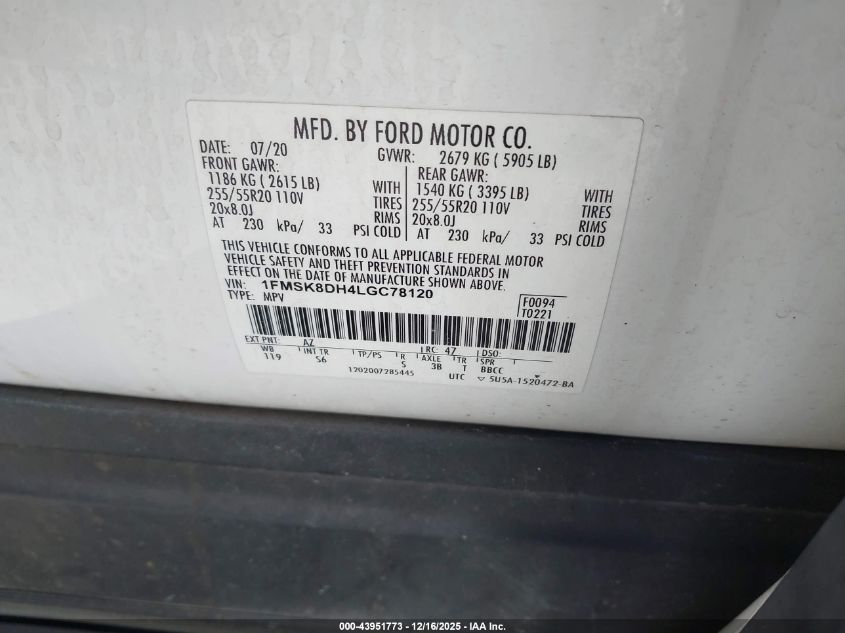 MFD. BY FORD MOTOR CO.
DATE: 07/20 GVWR: 2679 KG ( 5905 LB)
FRONT GAWR: REAR GAWR:
1186 KG ( 2615 LB) WITH 1540 KG ( 3395 LB) WITH
255/55R20 110V TIRES 255/55R20 110V TIRES
20x8.0J RIMS 20x8.0J RIMS
AT 230 kPa/ 33 PSI COLD AT 230 kPa/ 33 PSI COLD
THIS VEHICLE CONFORMS TO ALL APPLICABLE FEDERAL MOTOR
VEHICLE SAFETY AND THEFT PREVENTION STANDARDS IN
EFFECT ON THE DATE OF MANUFACTURE SHOWN ABOVE.
VIN: 1FMSK8DH4LGC78120
TYPE: MPV
F0094
T0221
EXT PNT: AZ RC: 47 DSO:
WB INT TR TP/PS R AXLE TR SPR
119 S6 S 3B T BBCC
1202007285445 UTC 5U5A-1520472-BA
000-43951773 - 12/16/2025 - IAA Inc.